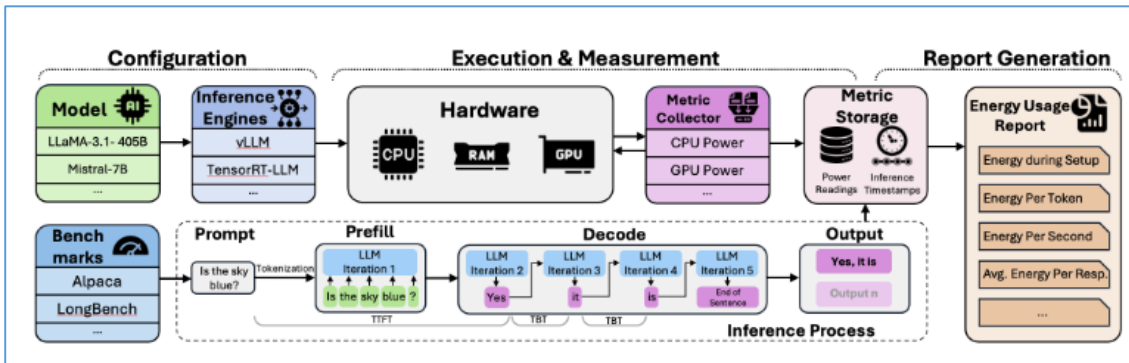 Configuration
Execution & Measurement
Report Generation
Model
AI
LLaMA-3.1- 405B
Mistral-7B
...
Inference
Engines
vLLM
TensorRT-LLM
...
Hardware
CPU
RAM
GPU
Metric
Collector
CPU Power
GPU Power
...
Metric
Storage
Power
Readings
Inference
Timestamps
Energy Usage
Report
Energy during Setup
Energy Per Token
Energy Per Second
Avg. Energy Per Resp.
...
Bench
marks
Alpaca
LongBench
...
Prompt
Is the sky
blue?
Tokenization
Prefill
LLM
Iteration 1
Is the sky blue ?
TTFT
Decode
LLM
Iteration 2
Yes
LLM
Iteration 3
it
LLM
Iteration 4
is
LLM
Iteration 5
End of
Sentence
TBT
TBT
Output
Yes, it is
Output n
Inference Process